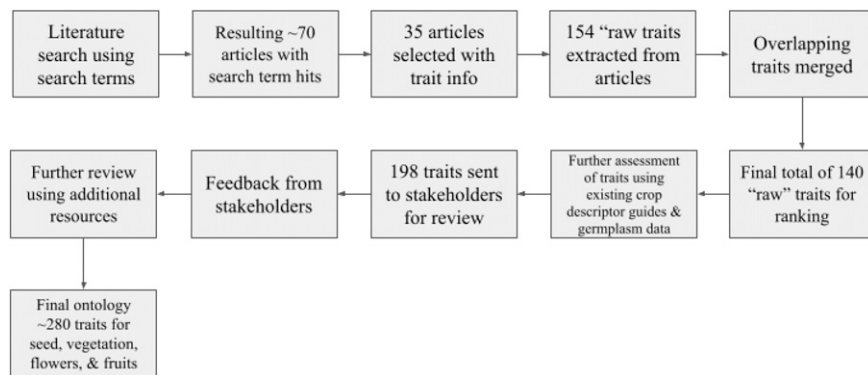 Literature
search using
search terms
Resulting ~70
articles with
search term hits
35 articles
selected with
trait info
154 “raw traits
extracted from
articles
Overlapping
traits merged
Final total of 140
“raw” traits for
ranking
Further assessment
of traits using
existing crop
descriptor guides &
germplasm data
198 traits sent
to stakeholders
for review
Feedback from
stakeholders
Further review
using additional
resources
Final ontology
~280 traits for
seed, vegetation,
flowers, & fruits